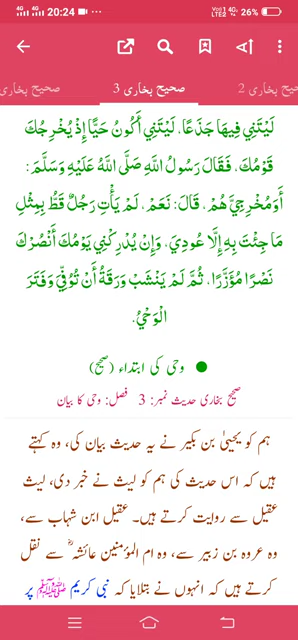 20:24
26%
صحیح بخاری 2
صحیح بخاری 3
صحیح بخاری
لَيْتَنِي فِيهَا جَذَعًا، لَيْتَنِي أَكُونُ حَيًّا إِذْ يُخْرِجُكَ
قَوْمُكَ، فَقَالَ رَسُولُ اللَّهِ صَلَّى اللَّهُ عَلَيْهِ وَسَلَّمَ:
أَوَمُخْرِجِيَّ هُمْ، قَالَ: نَعَمْ، لَمْ يَأْتِ رَجُلٌ قَطُّ بِمِثْلِ
مَا جِئْتَ بِهِ إِلَّا عُودِيَ، وَإِنْ يُدْرِكْنِي يَوْمُكَ أَنْصُرْكَ
نَصْرًا مُؤَزَّرًا، ثُمَّ لَمْ يَنْشَبْ وَرَقَةُ أَنْ تُوُفِّيَ وَفَتَرَ
الْوَحْيُ.
● وحی کی ابتداء (صحیح)
صحیح بخاری حدیث نمبر: 3 فصل: وحی کا بیان
ہم کو یحییٰ بن بکیر نے یہ حدیث بیان کی، وہ کہتے
ہیں کہ اس حدیث کی ہم کو لیث نے خبر دی، لیث
عقیل سے روایت کرتے ہیں۔ عقیل ابن شہاب سے،
وہ عروہ بن زبیر سے، وہ ام المؤمنین عائشہ ؓ سے نقل
کرتے ہیں کہ انہوں نے بتلایا کہ نبی کریم ﷺ پر